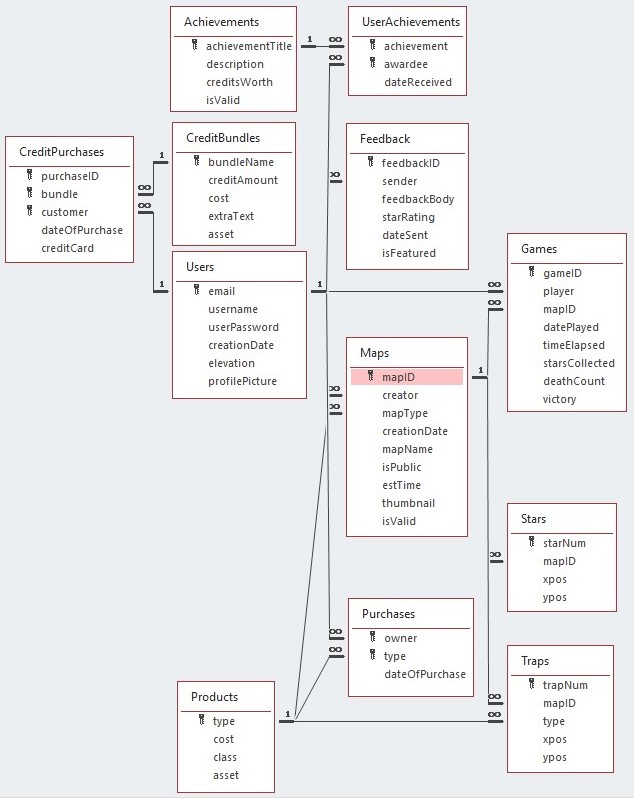 Achievements
achievementTitle
description
creditsWorth
isValid
UserAchievements
achievement
awardee
dateReceived
CreditPurchases
purchaseID
bundle
customer
dateOfPurchase
creditCard
CreditBundles
bundleName
creditAmount
cost
extraText
asset
Feedback
feedbackID
sender
feedbackBody
starRating
dateSent
isFeatured
Users
email
username
userPassword
creationDate
elevation
profilePicture
Games
gameID
player
mapID
datePlayed
timeElapsed
starsCollected
deathCount
victory
Maps
mapID
creator
mapType
creationDate
mapName
isPublic
estTime
thumbnail
isValid
Stars
starNum
mapID
xpos
ypos
Purchases
owner
type
dateOfPurchase
Traps
trapNum
mapID
type
xpos
ypos
Products
type
cost
class
asset
1
∞
∞
1
∞
∞
1
1
∞
∞
∞
1
∞
∞
∞
∞
∞
∞
1
∞